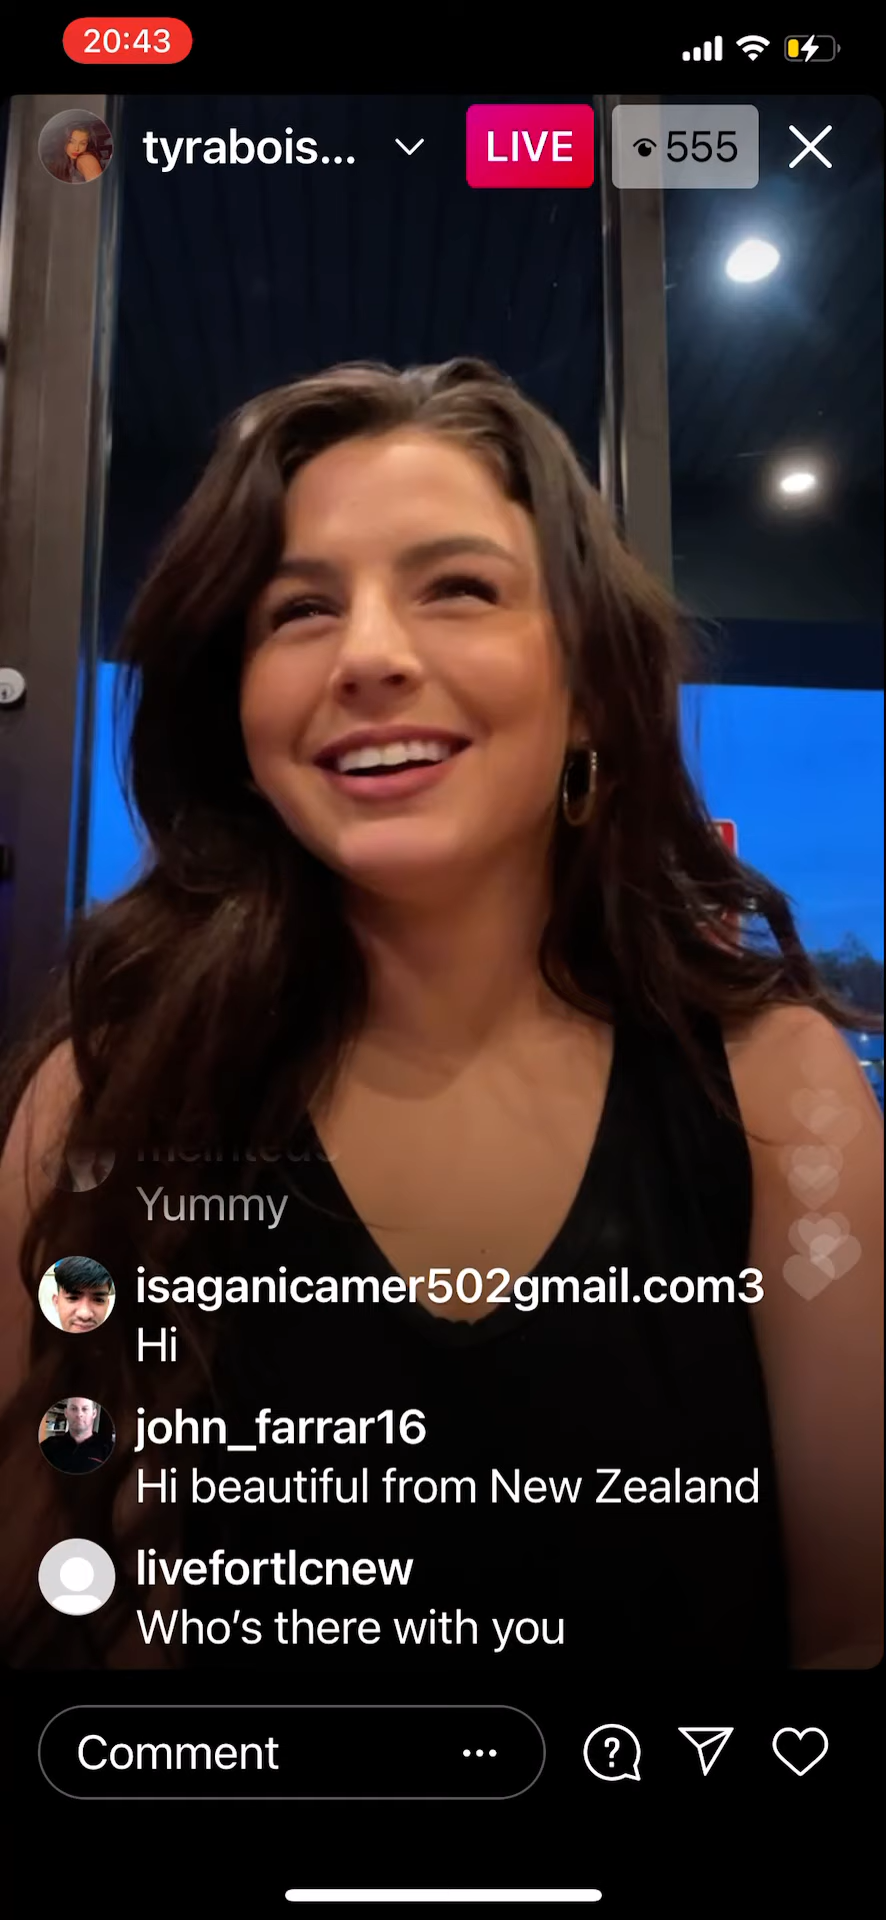 20:43
tyrabois...
LIVE
555
Yummy
isaganicamer502gmail.com3
Hi
john_farrar16
Hi beautiful from New Zealand
livefortlcnew
Who's there with you
Comment